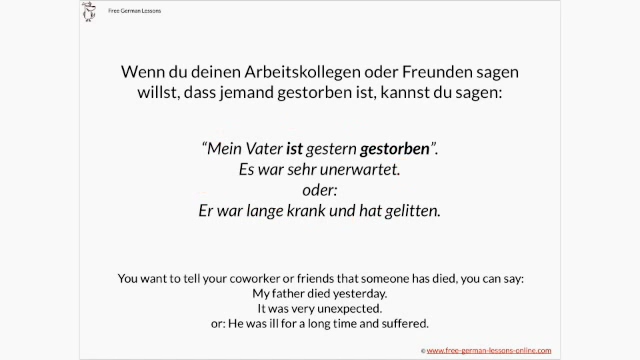 Free German Lessons
Wenn du deinen Arbeitskollegen oder Freunden sagen
willst, dass jemand gestorben ist, kannst du sagen:
“Mein Vater ist gestern gestorben”.
Es war sehr unerwartet.
oder:
Er war lange krank und hat gelitten.
You want to tell your coworker or friends that someone has died, you can say:
My father died yesterday.
It was very unexpected.
or: He was ill for a long time and suffered.
© www.free-german-lessons-online.com